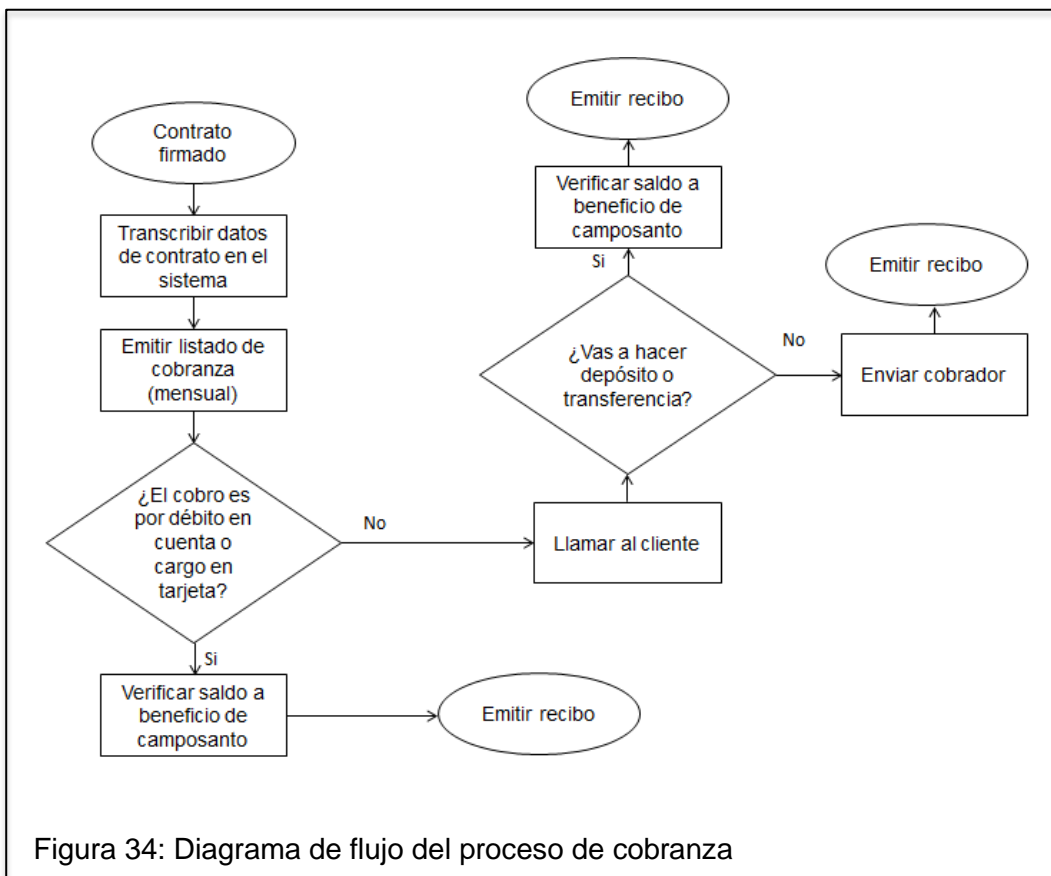 Contrato
firmado
Transcribir datos
de contrato en el
sistema
Emitir listado de
cobranza
(mensual)
¿El cobro es
por débito en
cuenta o
cargo en
tarjeta?
Si
Verificar saldo a
beneficio de
camposanto
Emitir recibo
No
Llamar al cliente
¿Vas a hacer
depósito o
transferencia?
Si
Verificar saldo a
beneficio de
camposanto
Emitir recibo
No
Enviar cobrador
Emitir recibo
Figura 34: Diagrama de flujo del proceso de cobranza